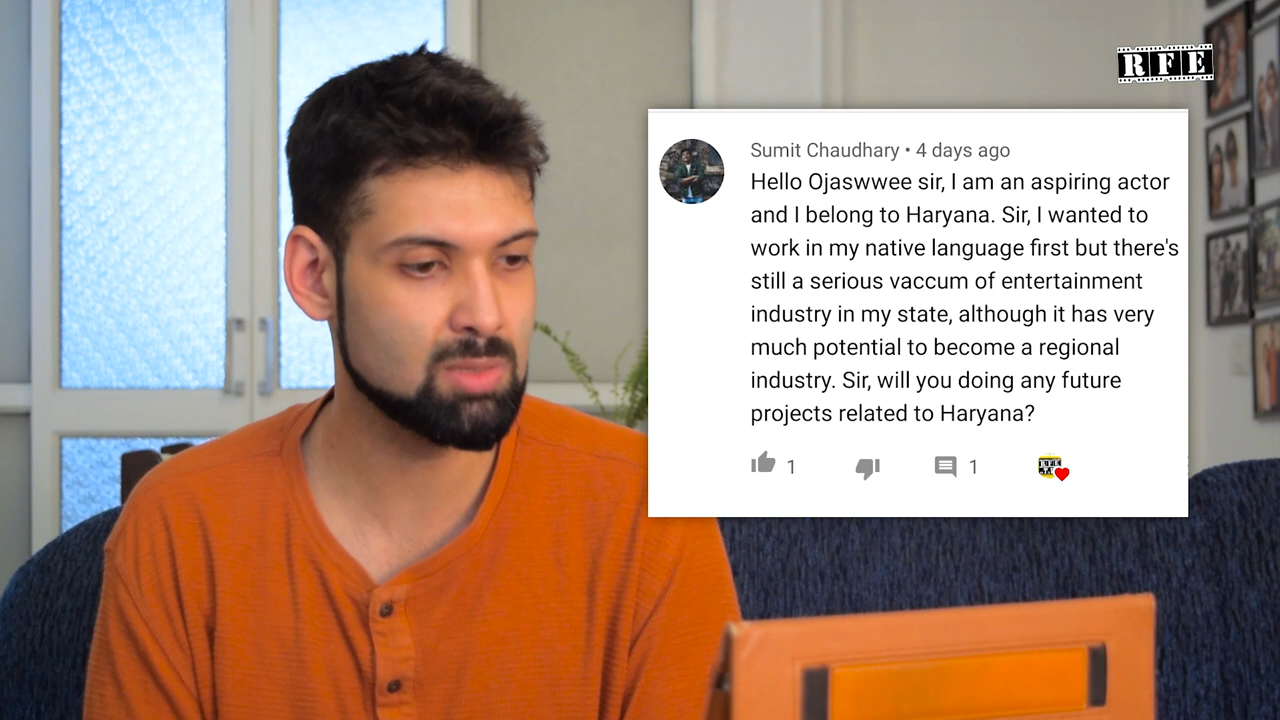 RFE
Sumit Chaudhary • 4 days ago
Hello Ojaswwee sir, I am an aspiring actor
and I belong to Haryana. Sir, I wanted to
work in my native language first but there's
still a serious vaccum of entertainment
industry in my state, although it has very
much potential to become a regional
industry. Sir, will you doing any future
projects related to Haryana?
1
1